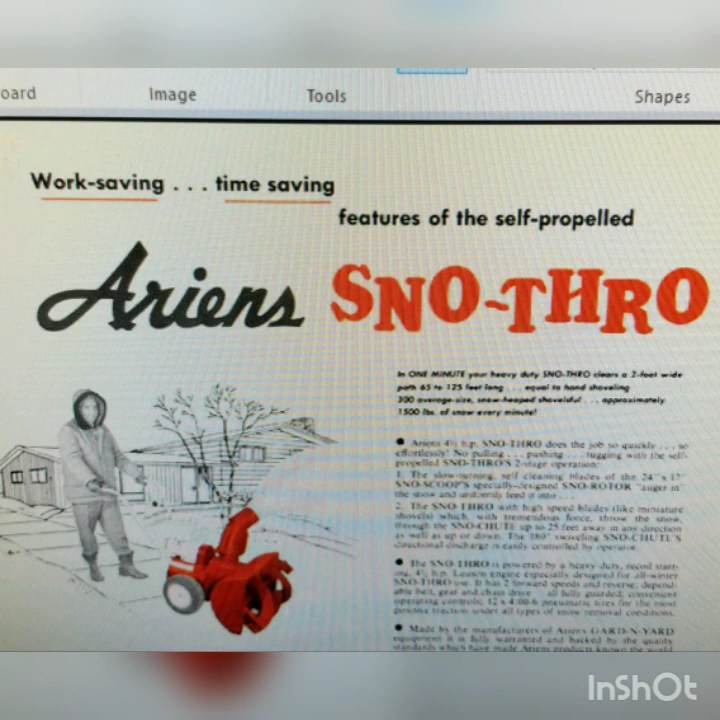 oard Image Tools Shapes
Work-saving . . . time saving
features of the self-propelled
Ariens SNO-THRO
In ONE MINUTE your heavy duty SNO-THRO clears a 2-foot wide
path 65 to 125 feet long . . . equal to hand shoveling
300 average-size, snow-heaped shovelsful . . . approximately
1500 lbs. of snow every minute!
● Ariens 4½ h.p. SNO-THRO does the job so quickly . . . so
effortlessly! No pulling . . . pushing . . . tugging with the self-
propelled SNO-THRO'S 2-stage operation:
1. The slow-turning, self cleaning blades of the 24" x 17"
SNO-SCOOP'S specially-designed SNO-ROTOR "auger in"
the snow and uniformly feed it into . . .
2. The SNO-THRO with high speed blades (like miniature
shovels) which, with tremendous force, throw the snow,
through the SNO-CHUTE up to 25 feet away in any direction
as well as up or down. The 180° swiveling SNO-CHUTE'S
directional discharge is easily controlled by operator.
● The SNO-THRO is powered by a heavy duty, recoil start-
ing, 4½ h.p. Lauson engine especially designed for all-winter
SNO-THRO use. It has 2 forward speeds and reverse; depend-
able belt, gear and chain drive . . . all fully guarded; convenient
operating controls; 12 x 4.00-6 pneumatic tires for the most
positive traction under all types of snow removal conditions.
● Made by the manufacturers of Ariens GARD-N-YARD
equipment it is fully warranted and backed by the quality
standards which have made Ariens products known the world
InShOt